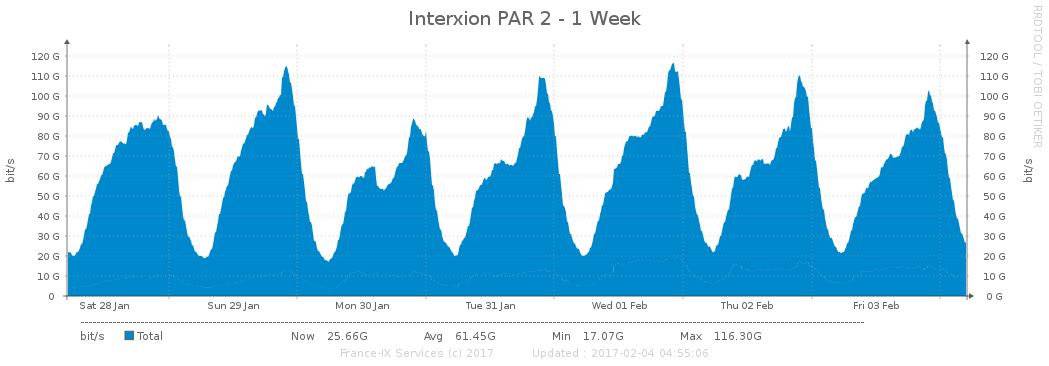 Interxion PAR 2 - 1 Week
RRDTOOL / TOBI OETIKER
120 G 120 G
110 G 110 G
100 G 100 G
90 G 90 G
80 G 80 G
70 G 70 G
60 G 60 G
50 G 50 G
40 G 40 G
30 G 30 G
20 G 20 G
10 G 10 G
0 0 G
bit/s bit/s
Sat 28 Jan Sun 29 Jan Mon 30 Jan Tue 31 Jan Wed 01 Feb Thu 02 Feb Fri 03 Feb
bit/s Total Now 25.66G Avg 61.45G Min 17.07G Max 116.30G
France-IX Services (c) 2017 Updated : 2017-02-04 04:55:06